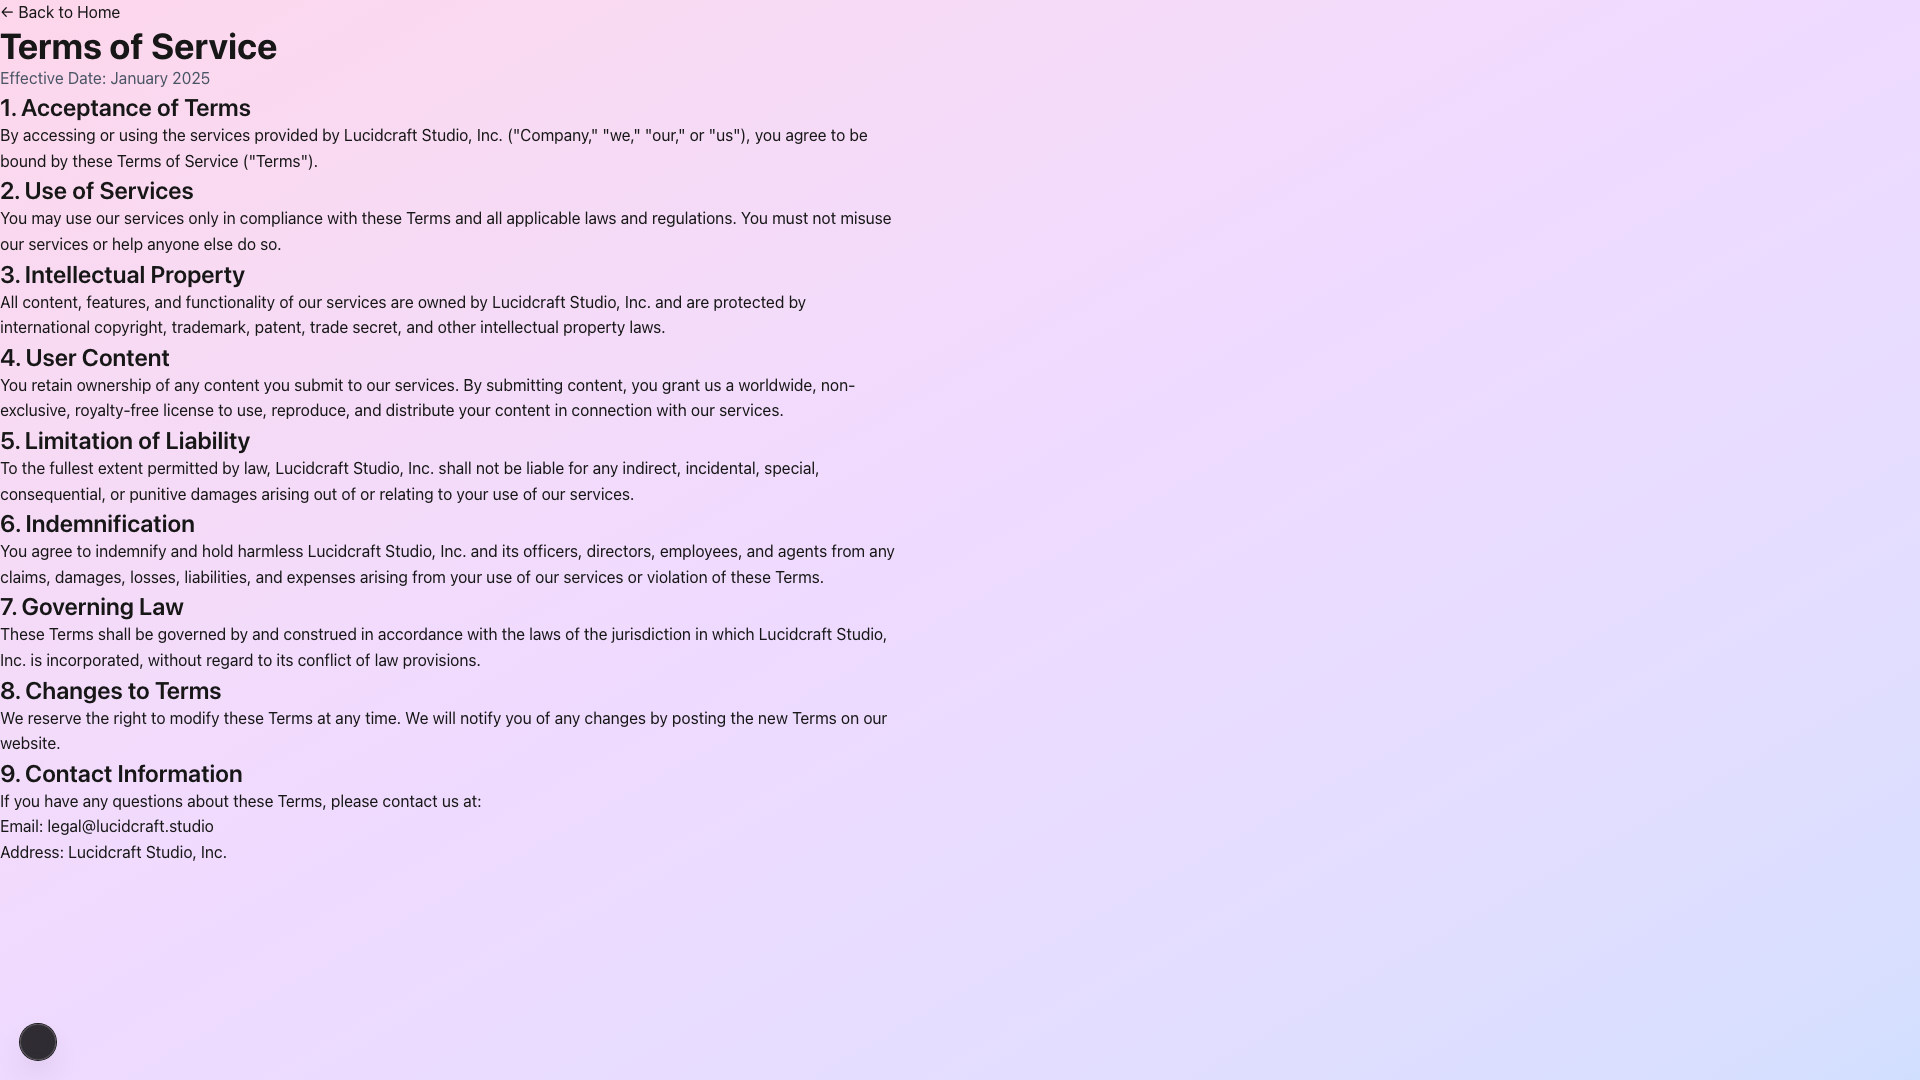 ← Back to Home
Terms of Service
Effective Date: January 2025
1. Acceptance of Terms
By accessing or using the services provided by Lucidcraft Studio, Inc. ("Company," "we," "our," or "us"), you agree to be
bound by these Terms of Service ("Terms").
2. Use of Services
You may use our services only in compliance with these Terms and all applicable laws and regulations. You must not misuse
our services or help anyone else do so.
3. Intellectual Property
All content, features, and functionality of our services are owned by Lucidcraft Studio, Inc. and are protected by
international copyright, trademark, patent, trade secret, and other intellectual property laws.
4. User Content
You retain ownership of any content you submit to our services. By submitting content, you grant us a worldwide, non-
exclusive, royalty-free license to use, reproduce, and distribute your content in connection with our services.
5. Limitation of Liability
To the fullest extent permitted by law, Lucidcraft Studio, Inc. shall not be liable for any indirect, incidental, special,
consequential, or punitive damages arising out of or relating to your use of our services.
6. Indemnification
You agree to indemnify and hold harmless Lucidcraft Studio, Inc. and its officers, directors, employees, and agents from any
claims, damages, losses, liabilities, and expenses arising from your use of our services or violation of these Terms.
7. Governing Law
These Terms shall be governed by and construed in accordance with the laws of the jurisdiction in which Lucidcraft Studio,
Inc. is incorporated, without regard to its conflict of law provisions.
8. Changes to Terms
We reserve the right to modify these Terms at any time. We will notify you of any changes by posting the new Terms on our
website.
9. Contact Information
If you have any questions about these Terms, please contact us at:
Email: legal@lucidcraft.studio
Address: Lucidcraft Studio, Inc.